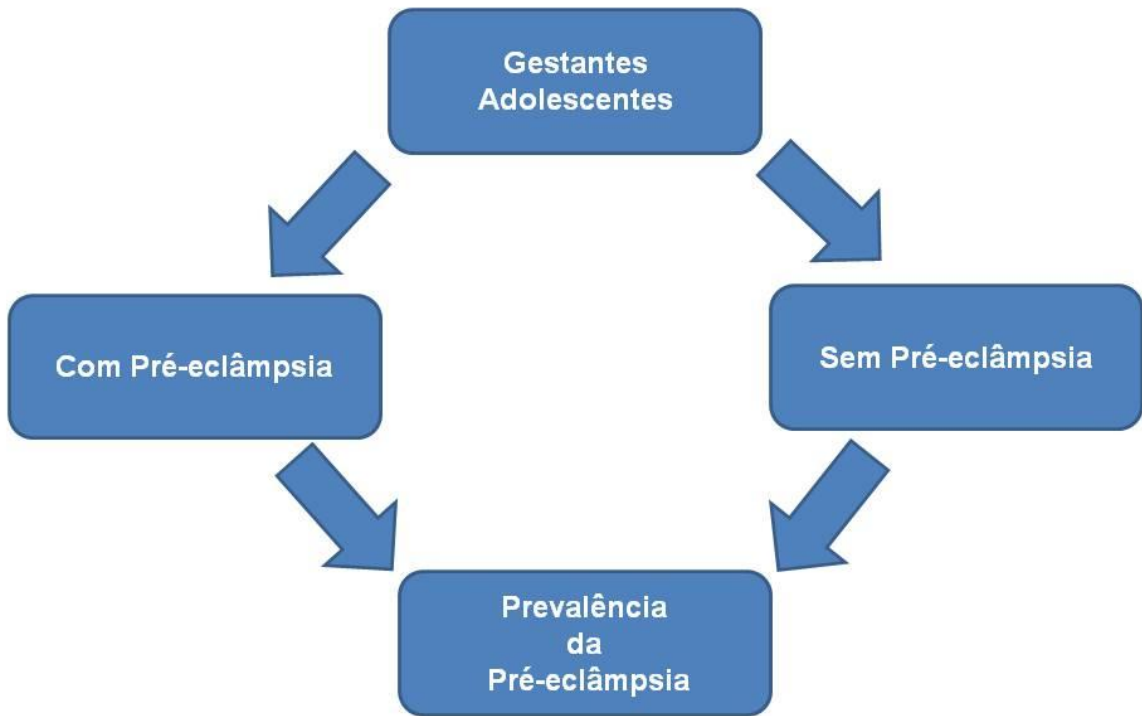 Gestantes
Adolescentes
Com Pré-eclâmpsia
Sem Pré-eclâmpsia
Prevalência
da
Pré-eclâmpsia